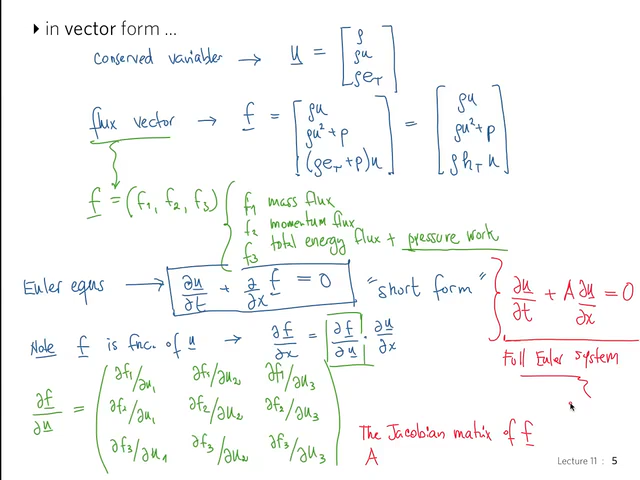 ▸ in vector form ...
conserved variables → u = [ ρ
ρu
ρe_T ]
flux vector → f = [ ρu
ρu² + p
(ρe_T + p) u ] = [ ρu
ρu² + p
ρh_T u ]
f = (f₁, f₂, f₃) { f₁ mass flux
f₂ momentum flux
f₃ total energy flux + pressure work
Euler eqns → ∂u/∂t + ∂/∂x f = 0 "short form" } ∂u/∂t + A ∂u/∂x = 0
Full Euler system
Note f is fnc. of u → ∂f/∂x = ∂f/∂u · ∂u/∂x
∂f/∂u = ( ∂f₁/∂u₁ ∂f₁/∂u₂ ∂f₁/∂u₃
∂f₂/∂u₁ ∂f₂/∂u₂ ∂f₂/∂u₃
∂f₃/∂u₁ ∂f₃/∂u₂ ∂f₃/∂u₃ )
The Jacobian matrix of f
A
Lecture 11 : 5